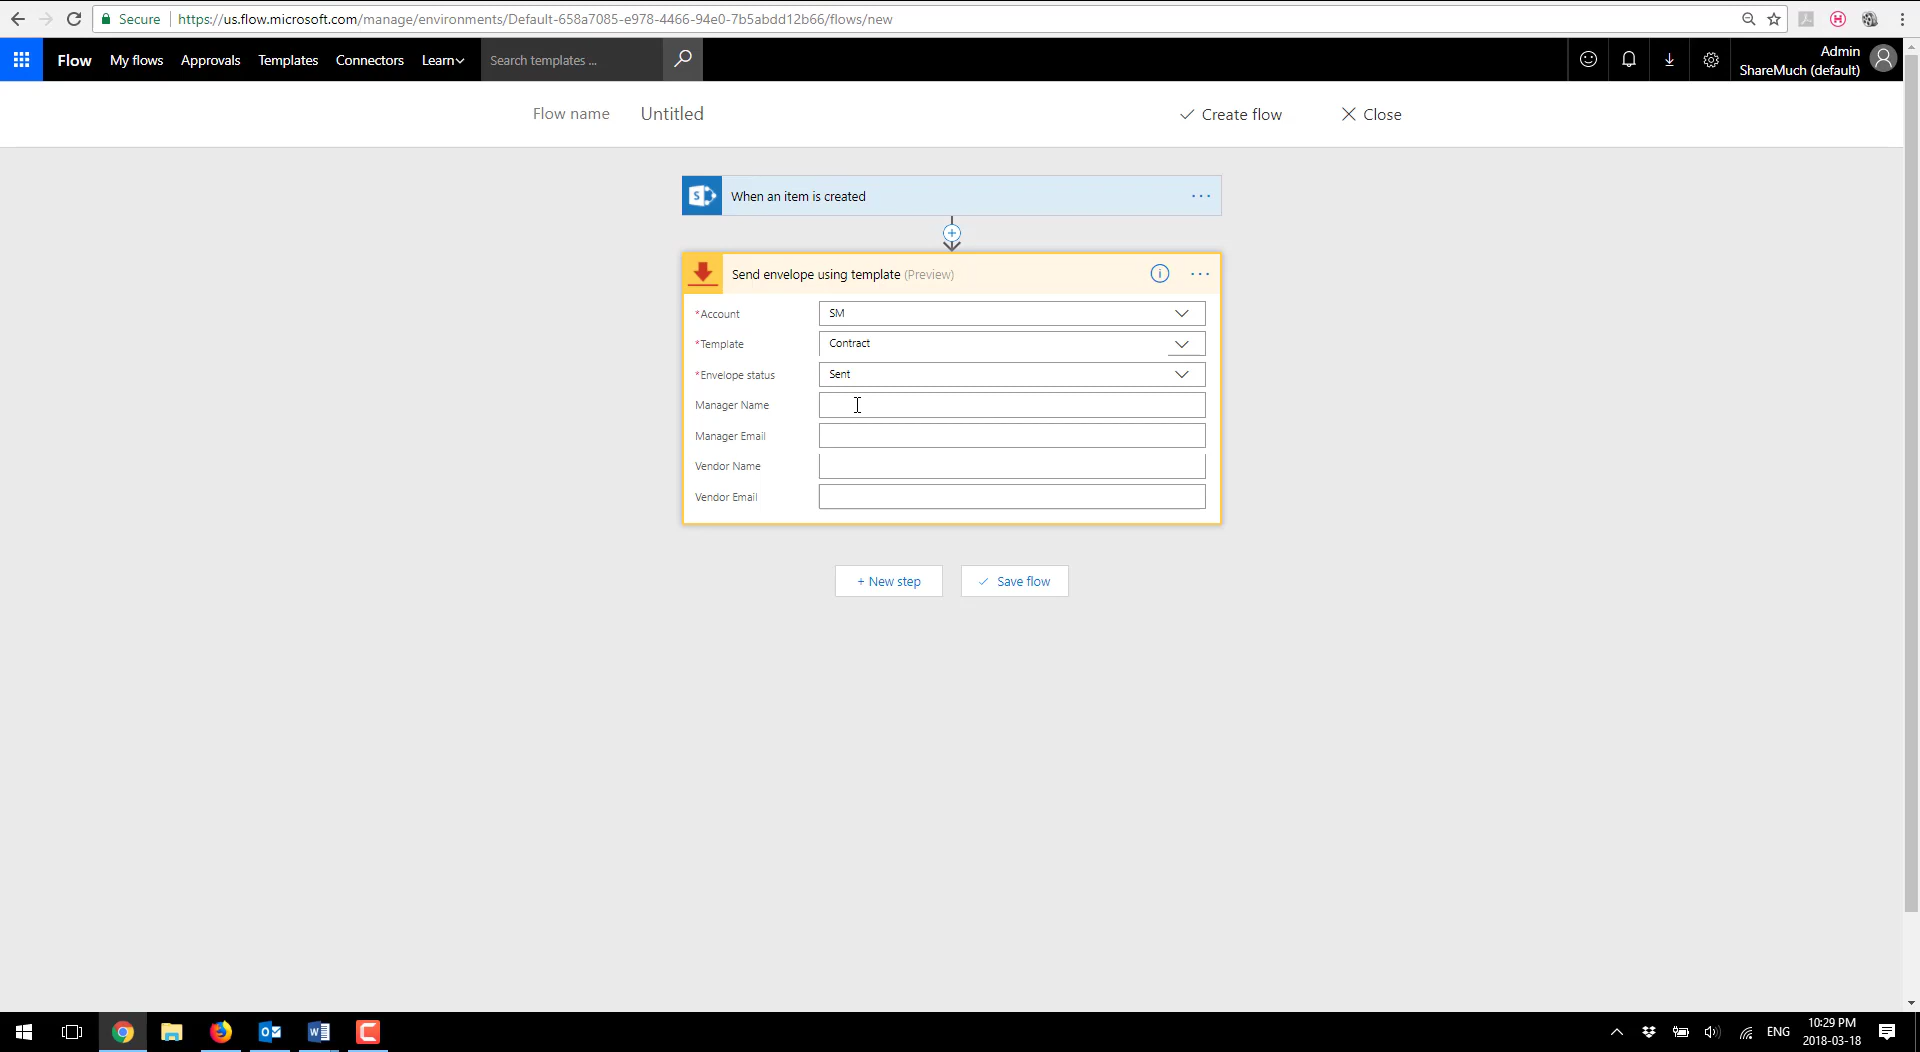 Secure https://us.flow.microsoft.com/manage/environments/Default-658a7085-e978-4466-94e0-7b5abdd12b66/flows/new
Flow My flows Approvals Templates Connectors Learn Search templates ... Admin
ShareMuch (default)
Flow name Untitled Create flow Close
When an item is created
Send envelope using template (Preview)
*Account SM
*Template Contract
*Envelope status Sent
Manager Name
Manager Email
Vendor Name
Vendor Email
+ New step Save flow
ENG 10:29 PM
2018-03-18